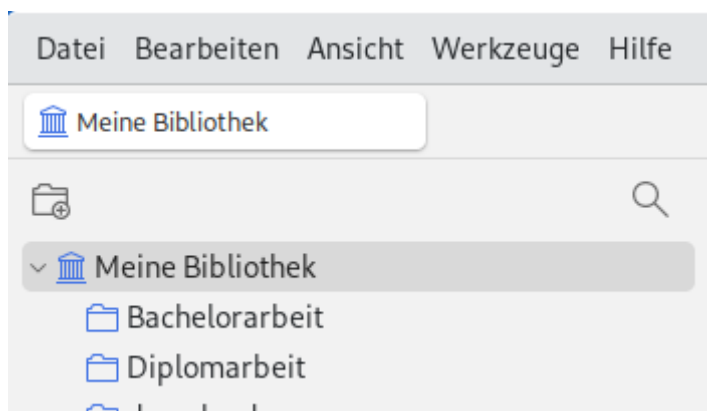 Datei Bearbeiten Ansicht Werkzeuge Hilfe
Meine Bibliothek
Meine Bibliothek
Bachelorarbeit
Diplomarbeit